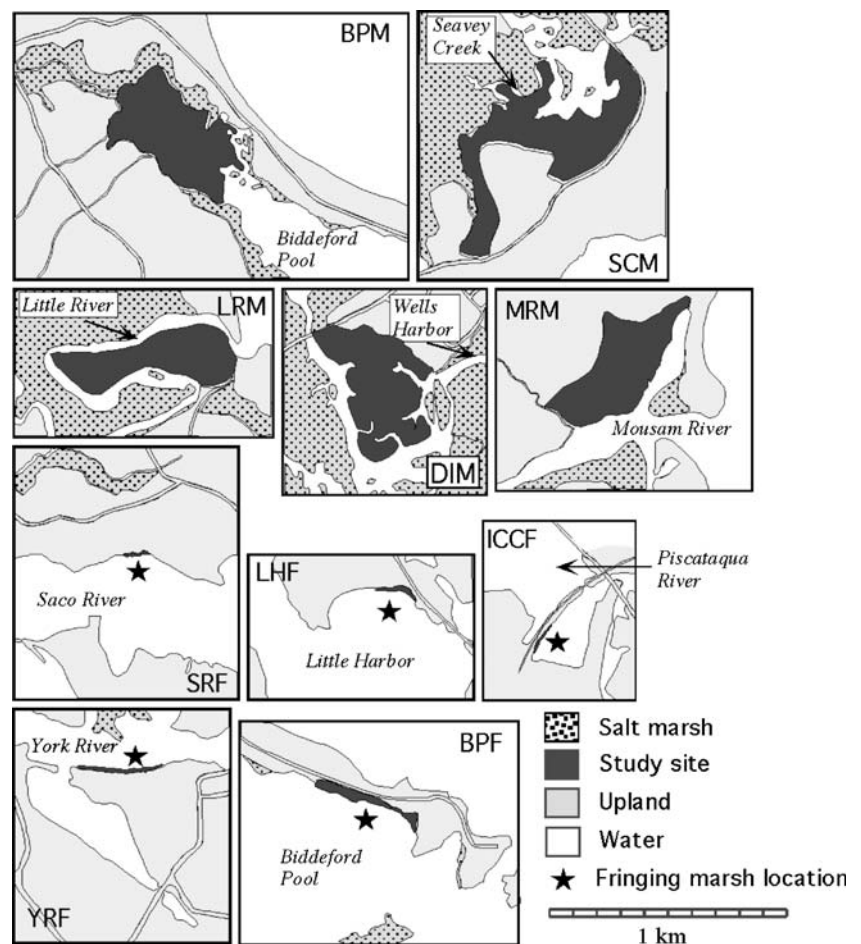 BPM
Biddeford
Pool
Seavey
Creek
SCM
Little River
LRM
Wells
Harbor
DIM
MRM
Mousam River
Saco River
SRF
LHF
Little Harbor
ICCF
Piscataqua
River
York River
YRF
BPF
Biddeford
Pool
Salt marsh
Study site
Upland
Water
Fringing marsh location
1 km